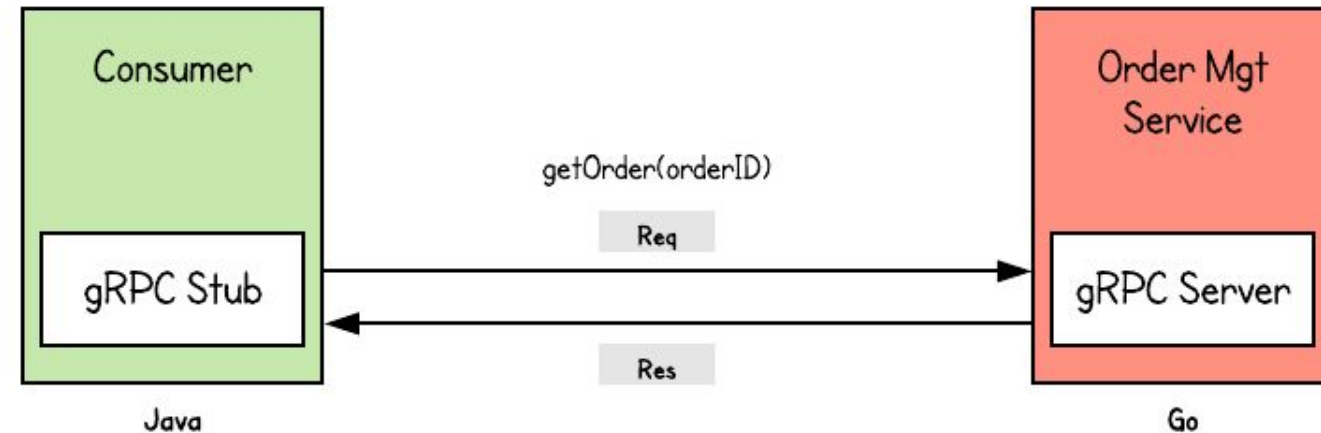 Consumer
Order Mgt
Service
getOrder(orderID)
Req
gRPC Stub
gRPC Server
Res
Java
Go